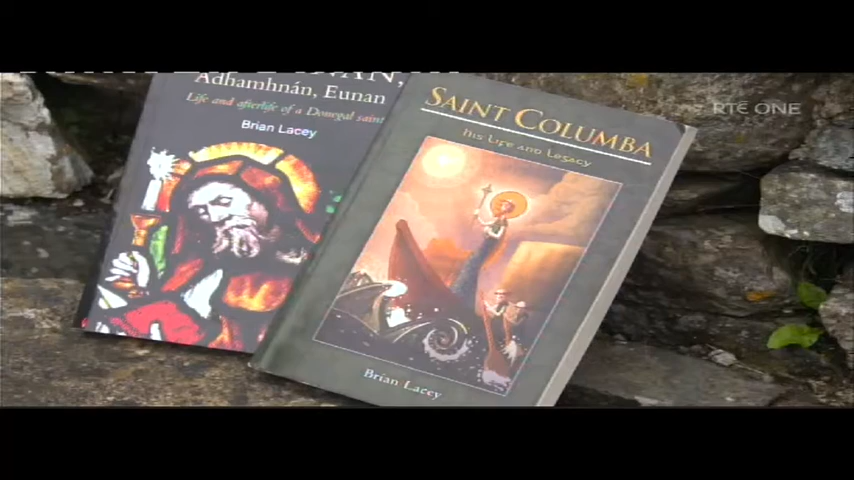 Adhamhnán, Eunan
Life and afterlife of a Donegal saint
Brian Lacey
SAINT COLUMBA
HIS LIFE AND LEGACY
Brian Lacey
RTÉ ONE